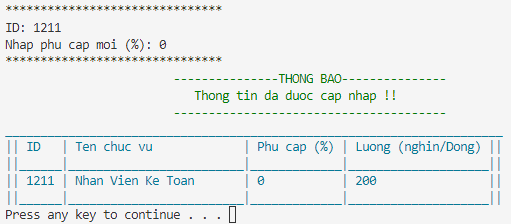 *******************************
ID: 1211
Nhap phu cap moi (%): 0
*******************************
---------------THONG BAO---------------
Thong tin da duoc cap nhap !!
---------------------------------------
|| ID | Ten chuc vu | Phu cap (%) | Luong (nghin/Dong) ||
|| 1211 | Nhan Vien Ke Toan | 0 | 200 ||
Press any key to continue . . .